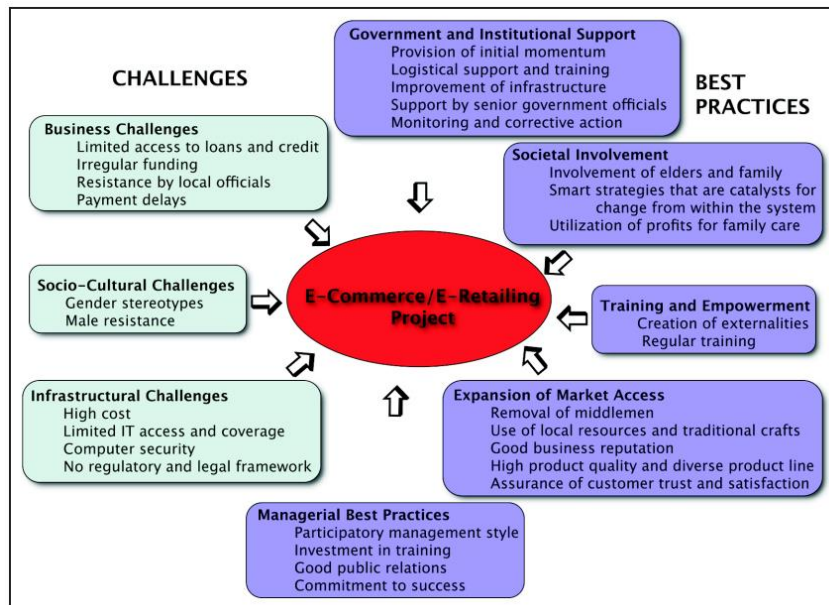 CHALLENGES
BEST
PRACTICES
Government and Institutional Support
Provision of initial momentum
Logistical support and training
Improvement of infrastructure
Support by senior government officials
Monitoring and corrective action
Business Challenges
Limited access to loans and credit
Irregular funding
Resistance by local officials
Payment delays
Societal Involvement
Involvement of elders and family
Smart strategies that are catalysts for
change from within the system
Utilization of profits for family care
Socio-Cultural Challenges
Gender stereotypes
Male resistance
E-Commerce/E-Retailing
Project
Training and Empowerment
Creation of externalities
Regular training
Infrastructural Challenges
High cost
Limited IT access and coverage
Computer security
No regulatory and legal framework
Expansion of Market Access
Removal of middlemen
Use of local resources and traditional crafts
Good business reputation
High product quality and diverse product line
Assurance of customer trust and satisfaction
Managerial Best Practices
Participatory management style
Investment in training
Good public relations
Commitment to success